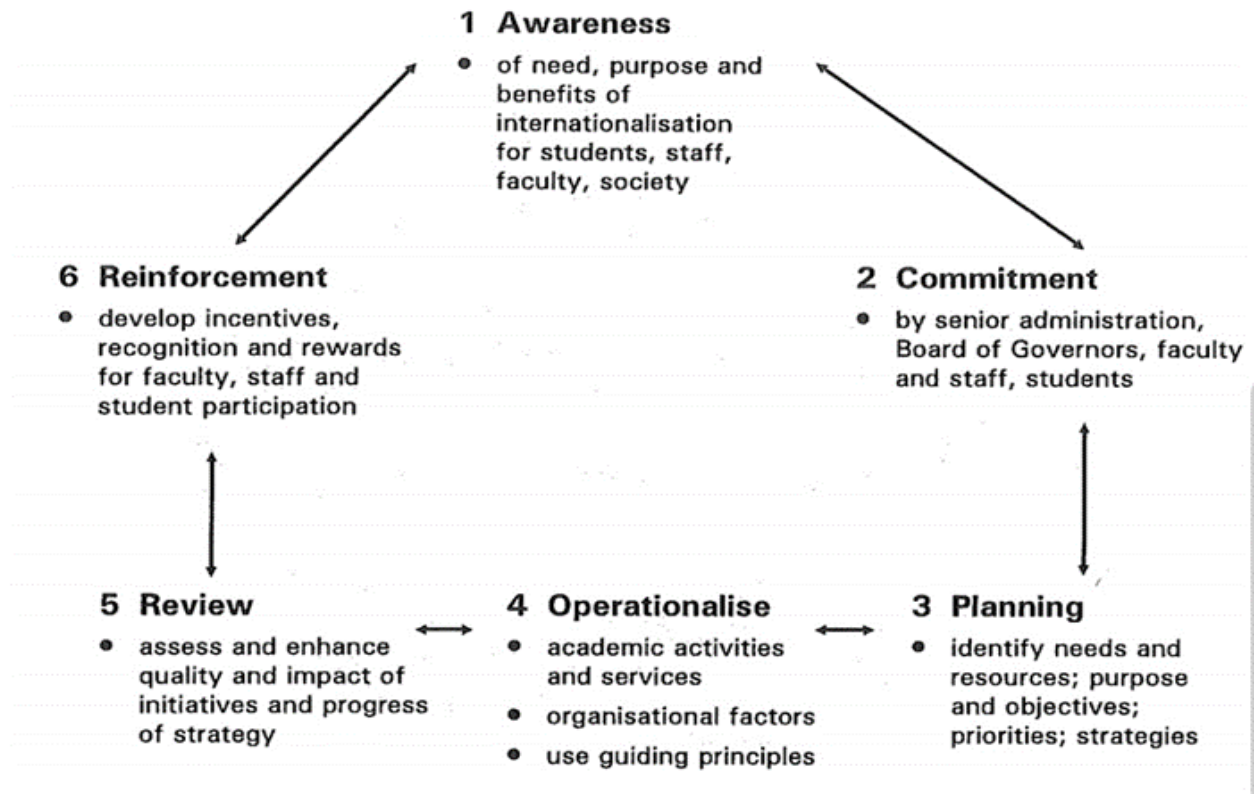 1 Awareness
• of need, purpose and
benefits of
internationalisation
for students, staff,
faculty, society
6 Reinforcement
• develop incentives,
recognition and rewards
for faculty, staff and
student participation
2 Commitment
• by senior administration,
Board of Governors, faculty
and staff, students
5 Review
• assess and enhance
quality and impact of
initiatives and progress
of strategy
4 Operationalise
• academic activities
and services
• organisational factors
• use guiding principles
3 Planning
• identify needs and
resources; purpose
and objectives;
priorities; strategies